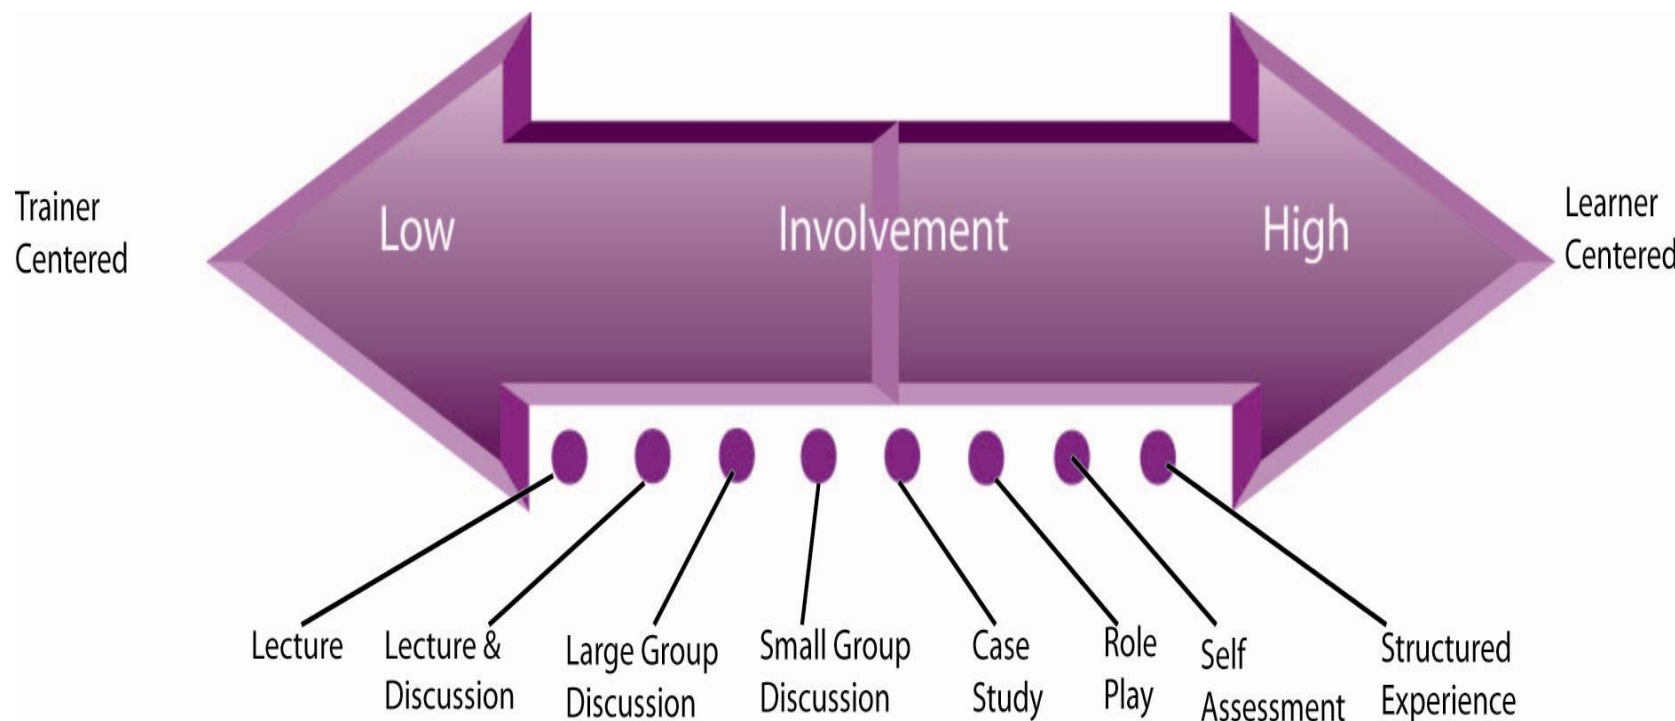 Trainer
Centered
Low
Involvement
High
Learner
Centered
Lecture
Lecture &
Discussion
Large Group
Discussion
Small Group
Discussion
Case
Study
Role
Play
Self
Assessment
Structured
Experience